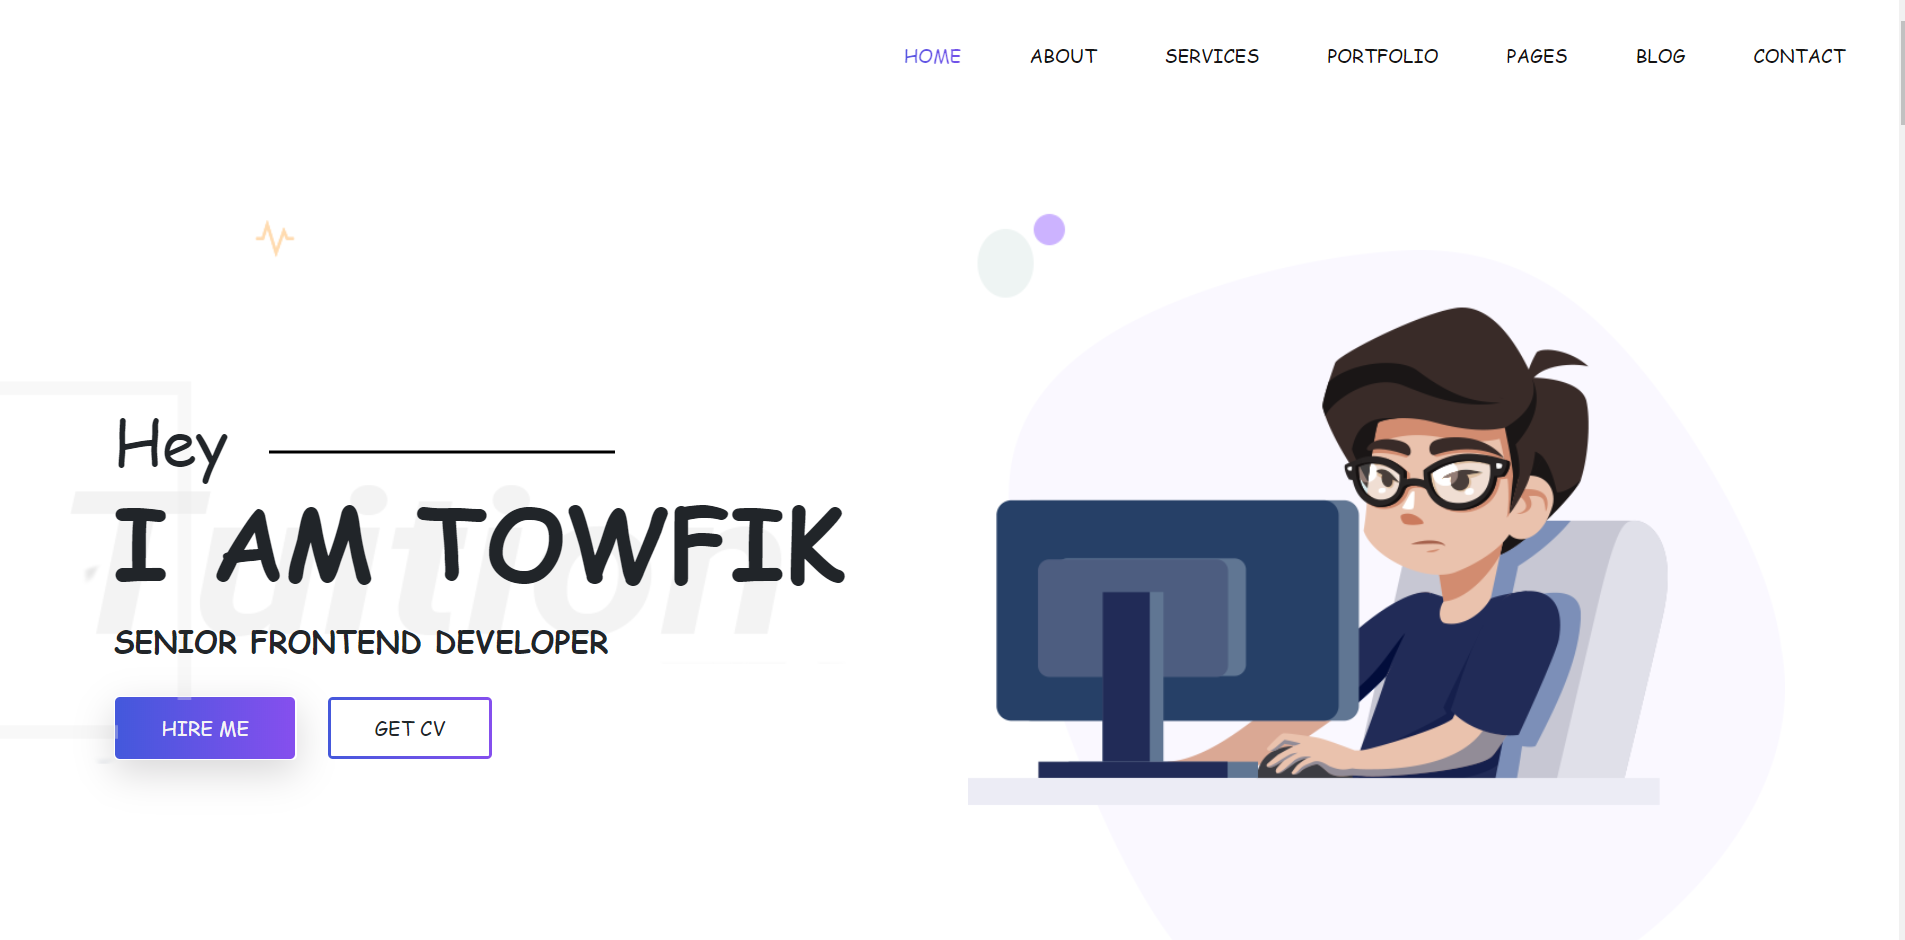 HOME ABOUT SERVICES PORTFOLIO PAGES BLOG CONTACT
Hey
Tuition
I AM TOWFIK
SENIOR FRONTEND DEVELOPER
HIRE ME GET CV